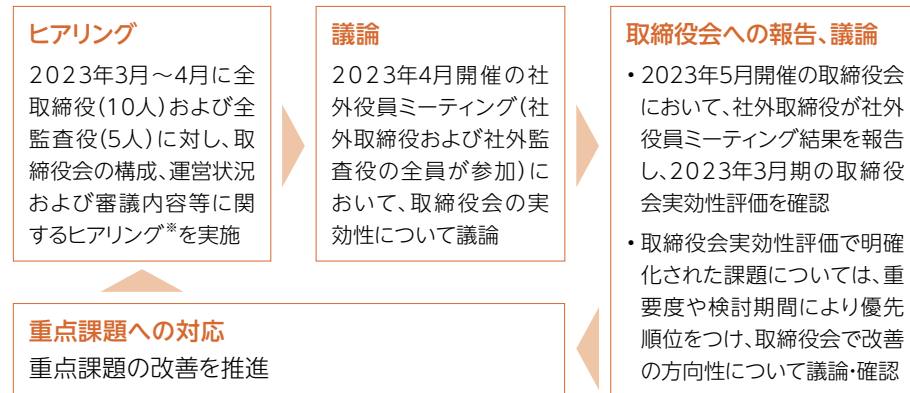 ヒアリング
2023年3月～4月に全
取締役(10人)および全
監査役(5人)に対し、取
締役会の構成、運営状況
および審議内容等に関
するヒアリング※を実施
議論
2023年4月開催の社
外役員ミーティング(社
外取締役および社外監
査役の全員が参加)に
おいて、取締役会の実
効性について議論
取締役会への報告、議論
・2023年5月開催の取締役会
において、社外取締役が社外
役員ミーティング結果を報告
し、2023年3月期の取締役
会実効性評価を確認
・取締役会実効性評価で明確
化された課題については、重
要度や検討期間により優先
順位をつけ、取締役会で改善
の方向性について議論・確認
重点課題への対応
重点課題の改善を推進